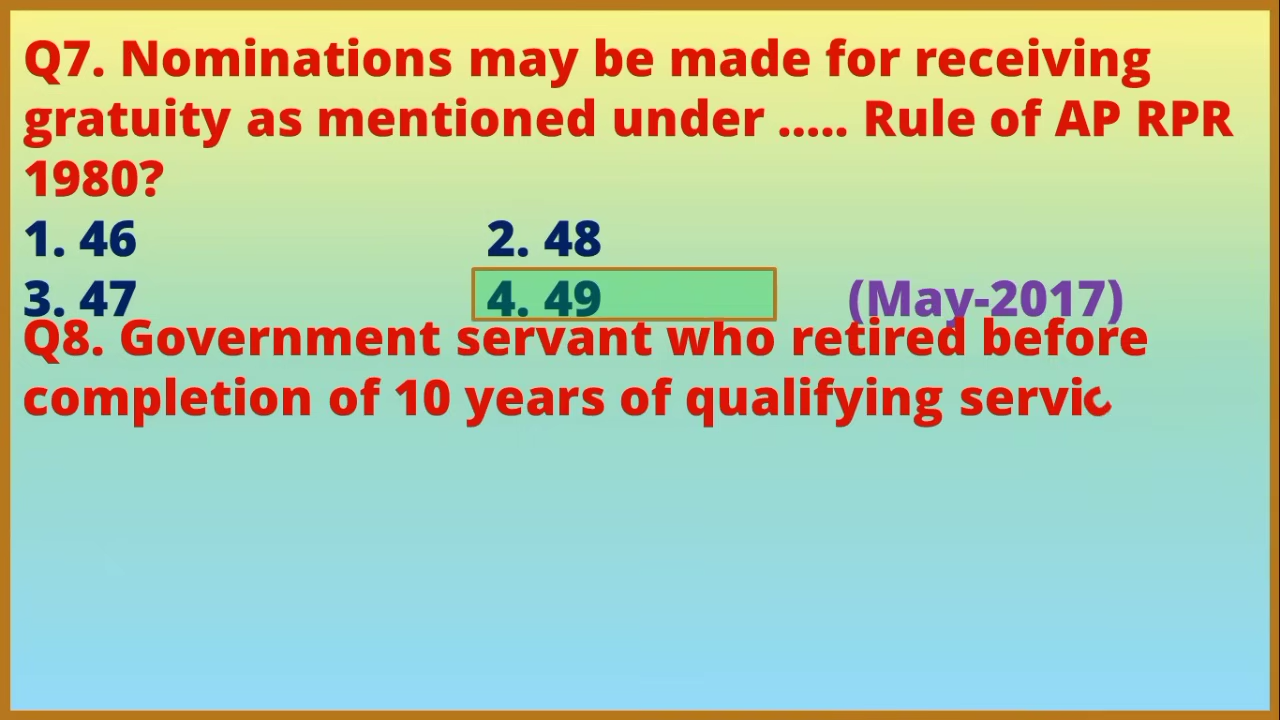 Q7. Nominations may be made for receiving
gratuity as mentioned under ..... Rule of AP RPR
1980?
1. 46 2. 48
3. 47 4. 49 (May-2017)
Q8. Government servant who retired before
completion of 10 years of qualifying servic